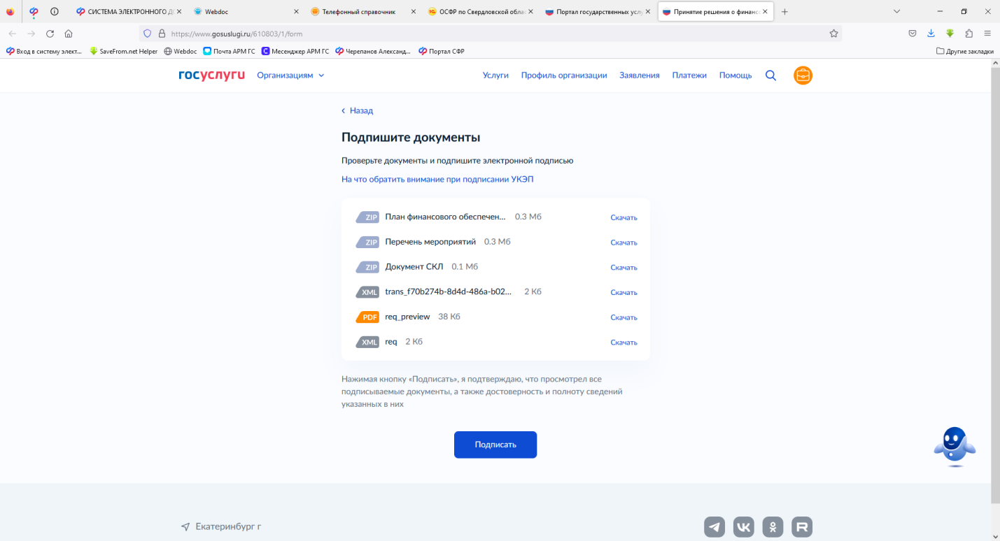 СИСТЕМА ЭЛЕКТРОННОГО ДО
Webdoc
Телефонный справочник
ОСФР по Свердловской облас
Портал государственных услу
Принятие решения о финансо
https://www.gosuslugi.ru/610803/1/form
Вход в систему элект...
SaveFrom.net Helper
Webdoc
Почта АРМ ГС
Месенджер АРМ ГС
Черепанов Александ...
Портал СФР
Другие закладки
госуслуги
Организациям
Услуги
Профиль организации
Заявления
Платежи
Помощь
Назад
Подпишите документы
Проверьте документы и подпишите электронной подписью
На что обратить внимание при подписании УКЭП
ZIP План финансового обеспечен... 0.3 Мб Скачать
ZIP Перечень мероприятий 0.3 Мб Скачать
ZIP Документ СКЛ 0.1 Мб Скачать
XML trans_f70b274b-8d4d-486a-b02... 2 Кб Скачать
PDF req_preview 38 Кб Скачать
XML req 2 Кб Скачать
Нажимая кнопку «Подписать», я подтверждаю, что просмотрел все
подписываемые документы, а также достоверность и полноту сведений
указанных в них
Подписать
Екатеринбург г